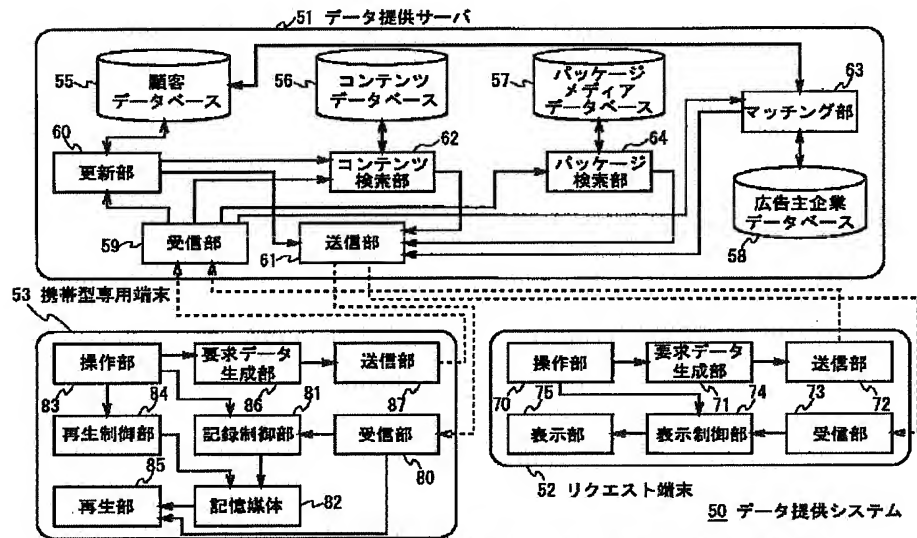 51 データ提供サーバ
55
顧客
データベース
56
コンテンツ
データベース
57
パッケージ
メディア
データベース
63
マッチング部
60
更新部
62
コンテンツ
検索部
64
パッケージ
検索部
広告主企業
データベース
58
59
受信部
61
送信部
53 携帯型専用端末
操作部
83
84
要求データ
生成部
86
81
送信部
87
再生制御部
85
記録制御部
受信部
80
再生部
記憶媒体
82
操作部
70
75
要求データ
生成部
71
74
送信部
72
73
表示部
表示制御部
受信部
52 リクエスト端末
50 データ提供システム